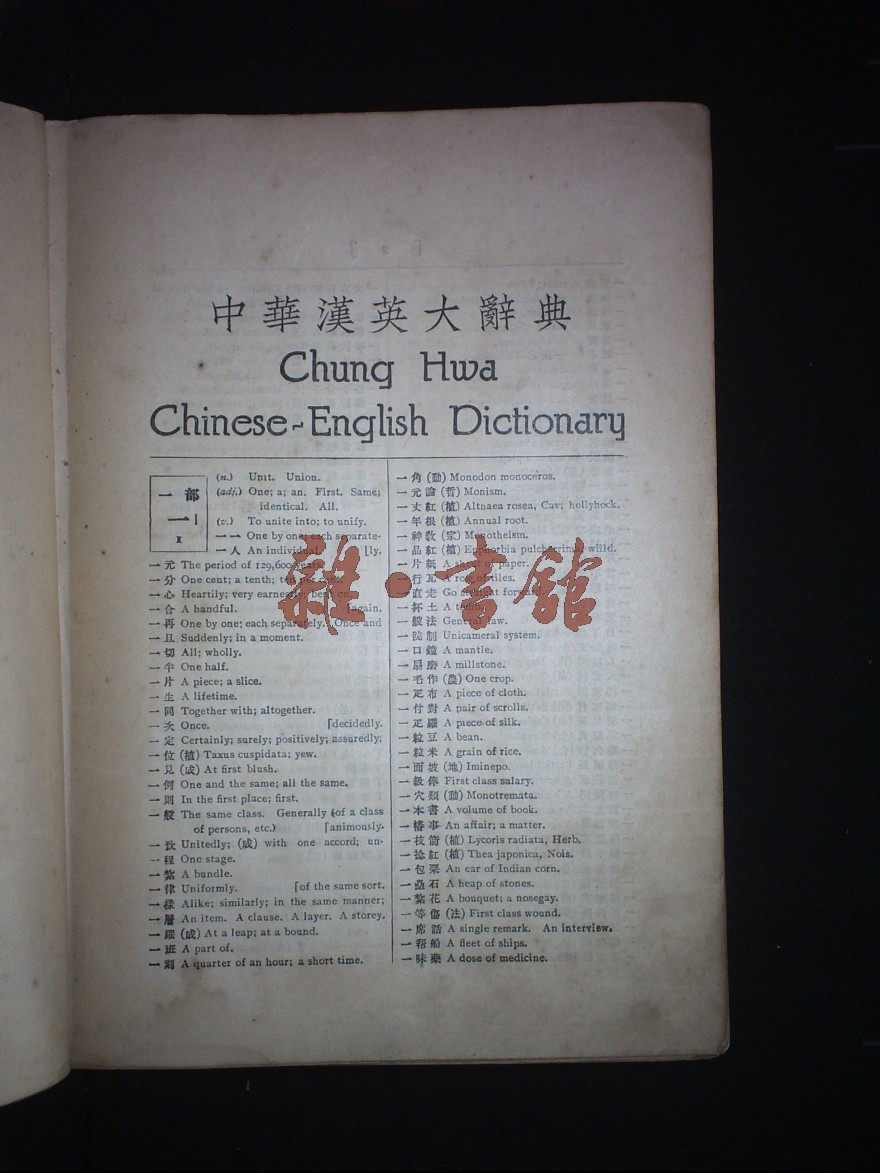 中華漢英大辭典
Chung Hwa
Chinese-English Dictionary
一部
一
I
(n.) Unit. Union.
(adj.) One; a; an. First. Same;
identical. All.
(v.) To unite into; to unify.
一一 One by one; each separate-
一人 An individual. [ly.
一元 The period of 129,600 years.
一分 One cent; a tenth; ten per cent.
一心 Heartily; very earnestly; bent on.
一合 A handful. [again.
一再 One by one; each separately. Once and
一旦 Suddenly; in a moment.
一切 All; wholly.
一半 One half.
一片 A piece; a slice.
一生 A lifetime.
一同 Together with; altogether.
一次 Once. [decidedly.
一定 Certainly; surely; positively; assuredly;
一位 (植) Taxus cuspidata; yew.
一見 (成) At first blush.
一例 One and the same; all the same.
一則 In the first place; first.
一般 The same class. Generally (of a class
of persons, etc.) [animously.
一致 Unitedly; (成) with one accord; un-
一程 One stage.
一紮 A bundle.
一律 Uniformly. [of the same sort.
一樣 Alike; similarly; in the same manner;
一層 An item. A clause. A layer. A storey.
一躍 (成) At a leap; at a bound.
一班 A part of.
一刻 A quarter of an hour; a short time.
一角 (動) Monodon monoceros.
一元論 (哲) Monism.
一丈紅 (植) Althaea rosea, Cav; hollyhock.
一年根 (植) Annual root.
一神敎 (宗) Monotheism.
一品紅 (植) Euphorbia pulcherrima, willd.
一片紙 A sheet of paper.
一行瓦 A row of tiles.
一直走 Go straight forward.
一抔土 A tomb.
一般法 General law.
一院制 Unicameral system.
一口鐘 A mantle.
一扇磨 A millstone.
一毛作 (農) One crop.
一疋布 A piece of cloth.
一付對 A pair of scrolls.
一疋羅 A piece of silk.
一粒豆 A bean.
一粒米 A grain of rice.
一面坡 (地) Iminepo.
一級俸 First class salary.
一穴類 (動) Monotremata.
一本書 A volume of book.
一樁事 An affair; a matter.
一枝箭 (植) Lycoris radiata, Herb.
一捻紅 (植) Thea japonica, Nois.
一包粟 An ear of Indian corn.
一壘石 A heap of stones.
一紮花 A bouquet; a nosegay.
一等傷 (法) First class wound.
一席話 A single remark. An interview.
一幫船 A fleet of ships.
一味藥 A dose of medicine.
雜·書館